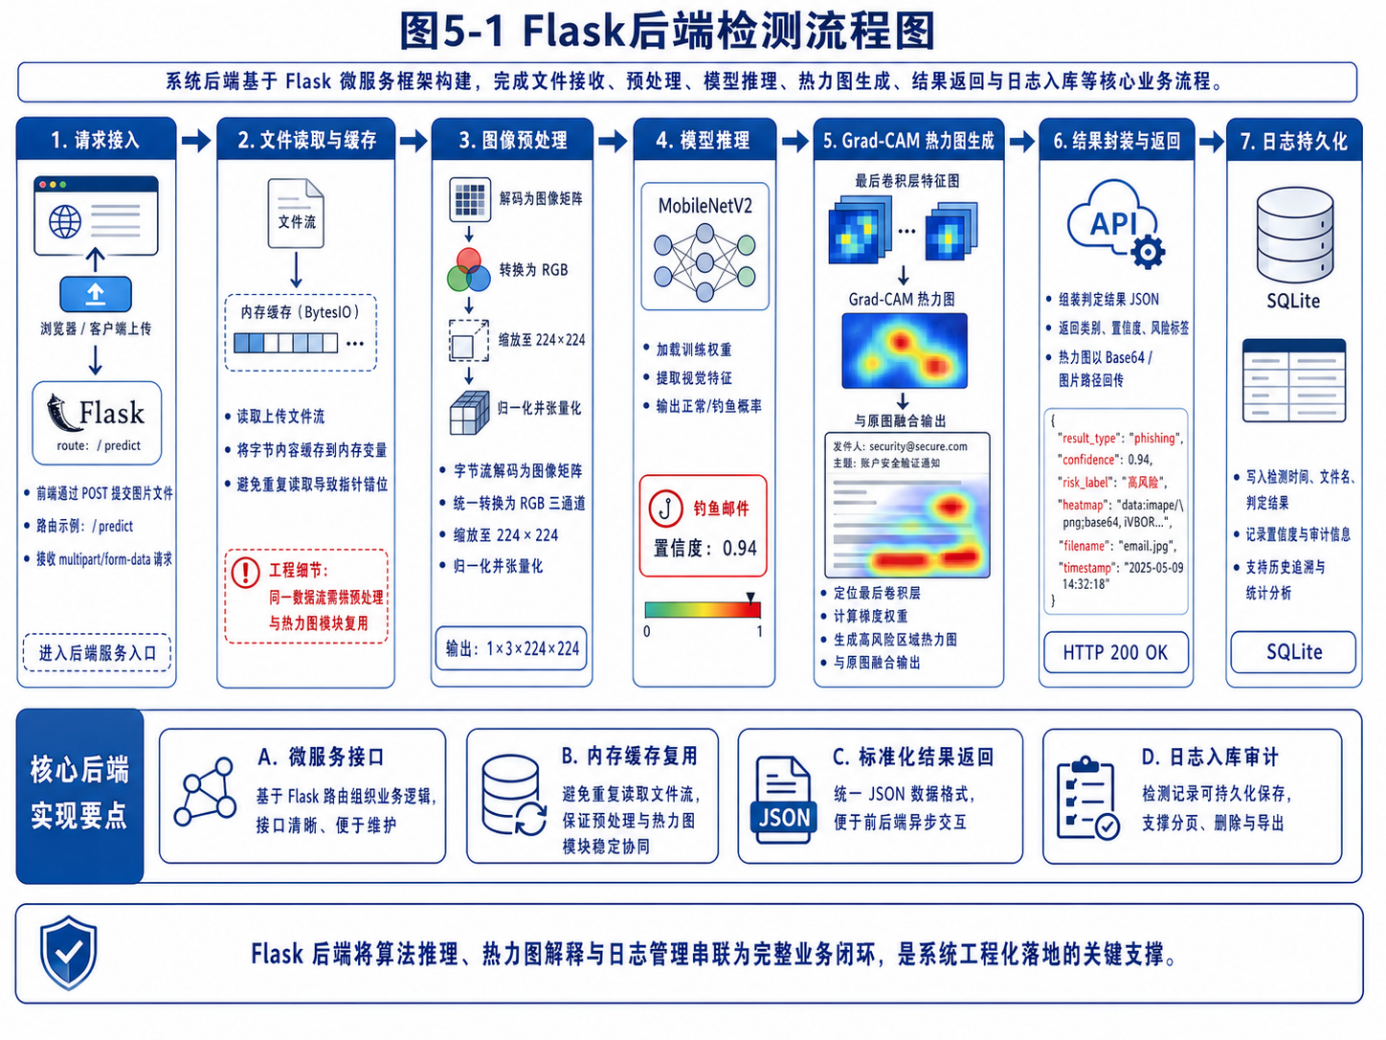 图5-1 Flask后端检测流程图
系统后端基于 Flask 微服务框架构建，完成文件接收、预处理、模型推理、热力图生成、结果返回与日志入库等核心业务流程。
1. 请求接入
浏览器 / 客户端上传
Flask
route: / predict
前端通过 POST 提交图片文件
路由示例：/ predict
接收 multipart/form-data 请求
进入后端服务入口
2. 文件读取与缓存
文件流
内存缓存（BytesIO）
...
读取上传文件流
将字节内容缓存到内存变量
避免重复读取导致指针错位
工程细节：
同一数据流需供预处理
与热力图模块复用
3. 图像预处理
解码为图像矩阵
转换为 RGB
缩放至 224×224
归一化并张量化
字节流解码为图像矩阵
统一转换为 RGB 三通道
缩放至 224 × 224
归一化并张量化
输出：1×3×224×224
4. 模型推理
MobileNetV2
加载训练权重
提取视觉特征
输出正常/钓鱼概率
钓鱼邮件
置信度：0.94
0 1
5. Grad-CAM 热力图生成
最后卷积层特征图
...
Grad-CAM 热力图
与原图融合输出
发件人: security@secure.com
主题: 账户安全验证通知
定位最后卷积层
计算梯度权重
生成高风险区域热力图
与原图融合输出
6. 结果封装与返回
API
组装判定结果 JSON
返回类别、置信度、风险标签
热力图以 Base64 /
图片路径回传
{
"result_type": "phishing",
"confidence": 0.94,
"risk_label": "高风险",
"heatmap": "data:imape/\
png;base64, iVBOR...",
"filename": "email.jpg",
"timestamp": "2025-05-09
14:32:18"
}
HTTP 200 OK
7. 日志持久化
SQLite
写入检测时间、文件名、
判定结果
记录置信度与审计信息
支持历史追溯与
统计分析
SQLite
核心后端
实现要点
A. 微服务接口
基于 Flask 路由组织业务逻辑，
接口清晰、便于维护
B. 内存缓存复用
避免重复读取文件流，
保证预处理与热力图
模块稳定协同
JSON
C. 标准化结果返回
统一 JSON 数据格式，
便于前后端异步交互
D. 日志入库审计
检测记录可持久化保存，
支撑分页、删除与导出
Flask 后端将算法推理、热力图解释与日志管理串联为完整业务闭环，是系统工程化落地的关键支撑。